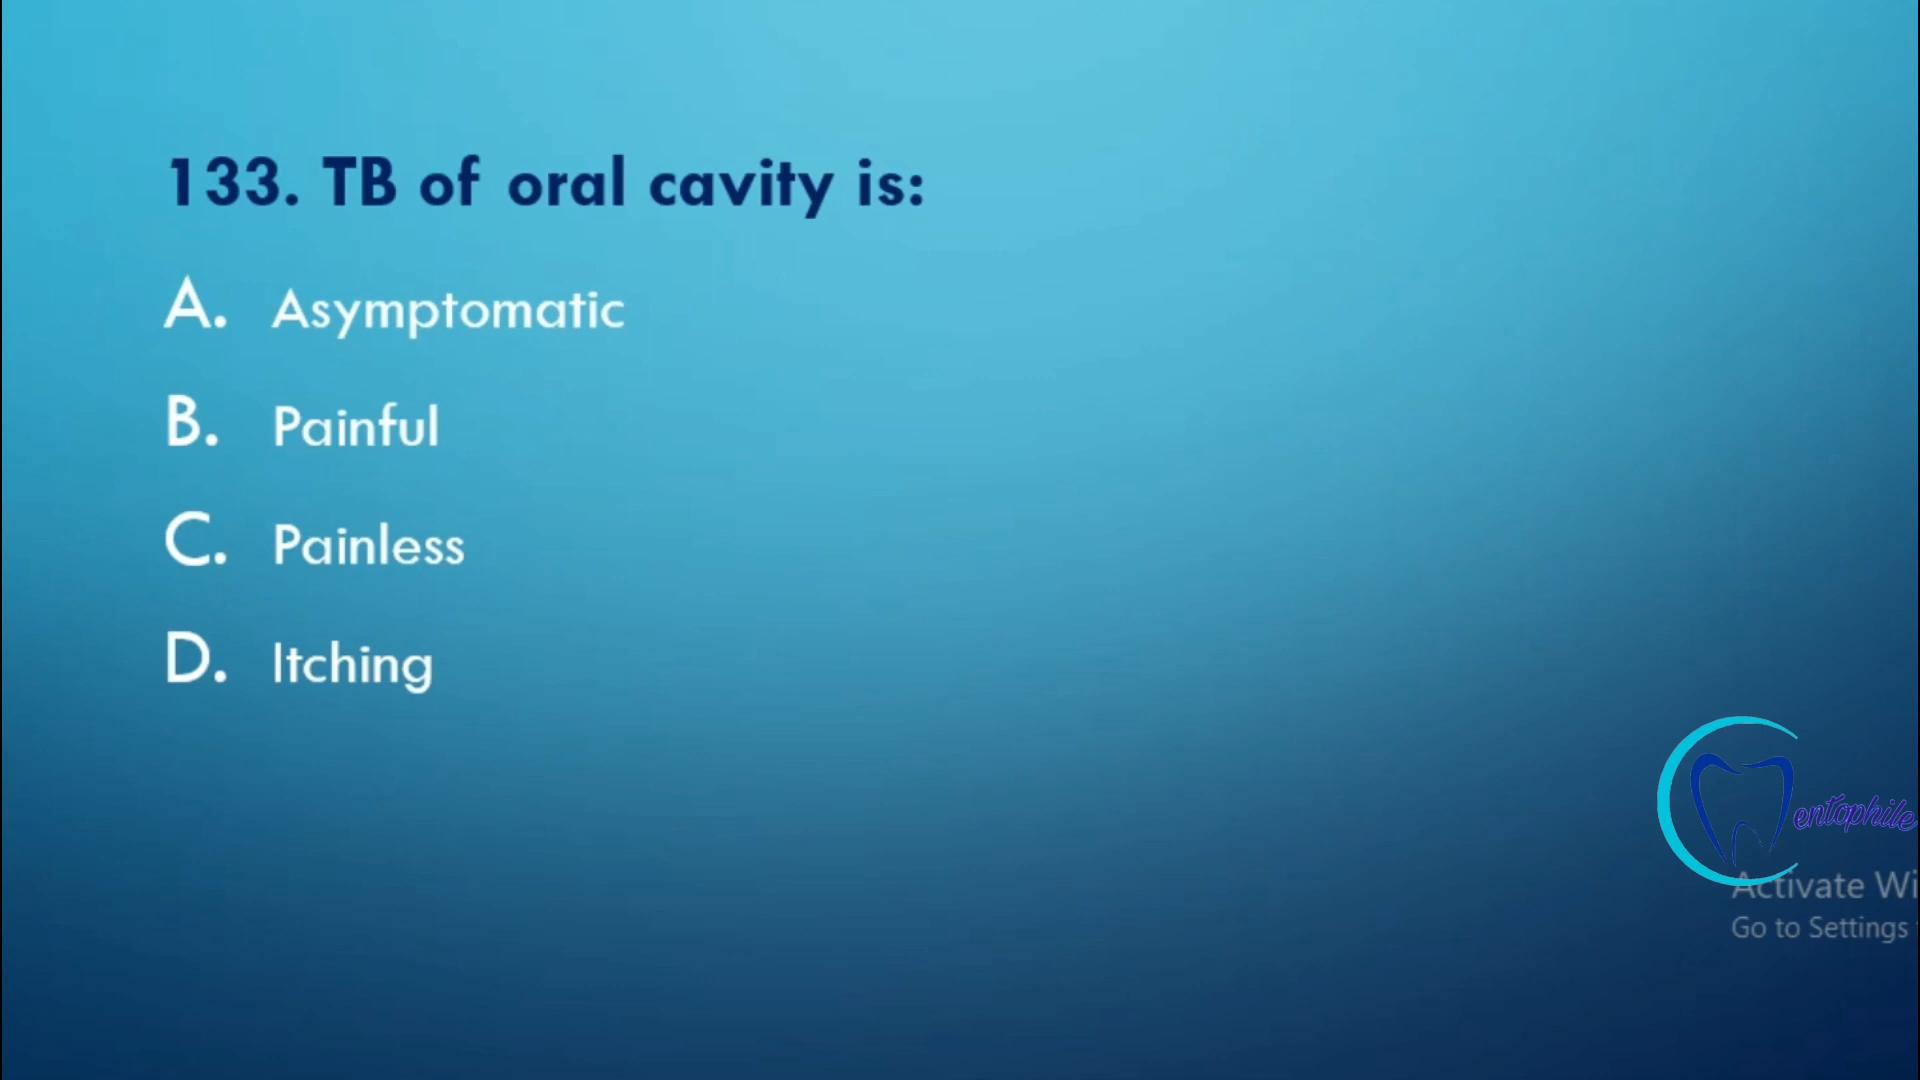 133. TB of oral cavity is:
A. Asymptomatic
B. Painful
C. Painless
D. Itching
entophile
Activate Wi
Go to Settings